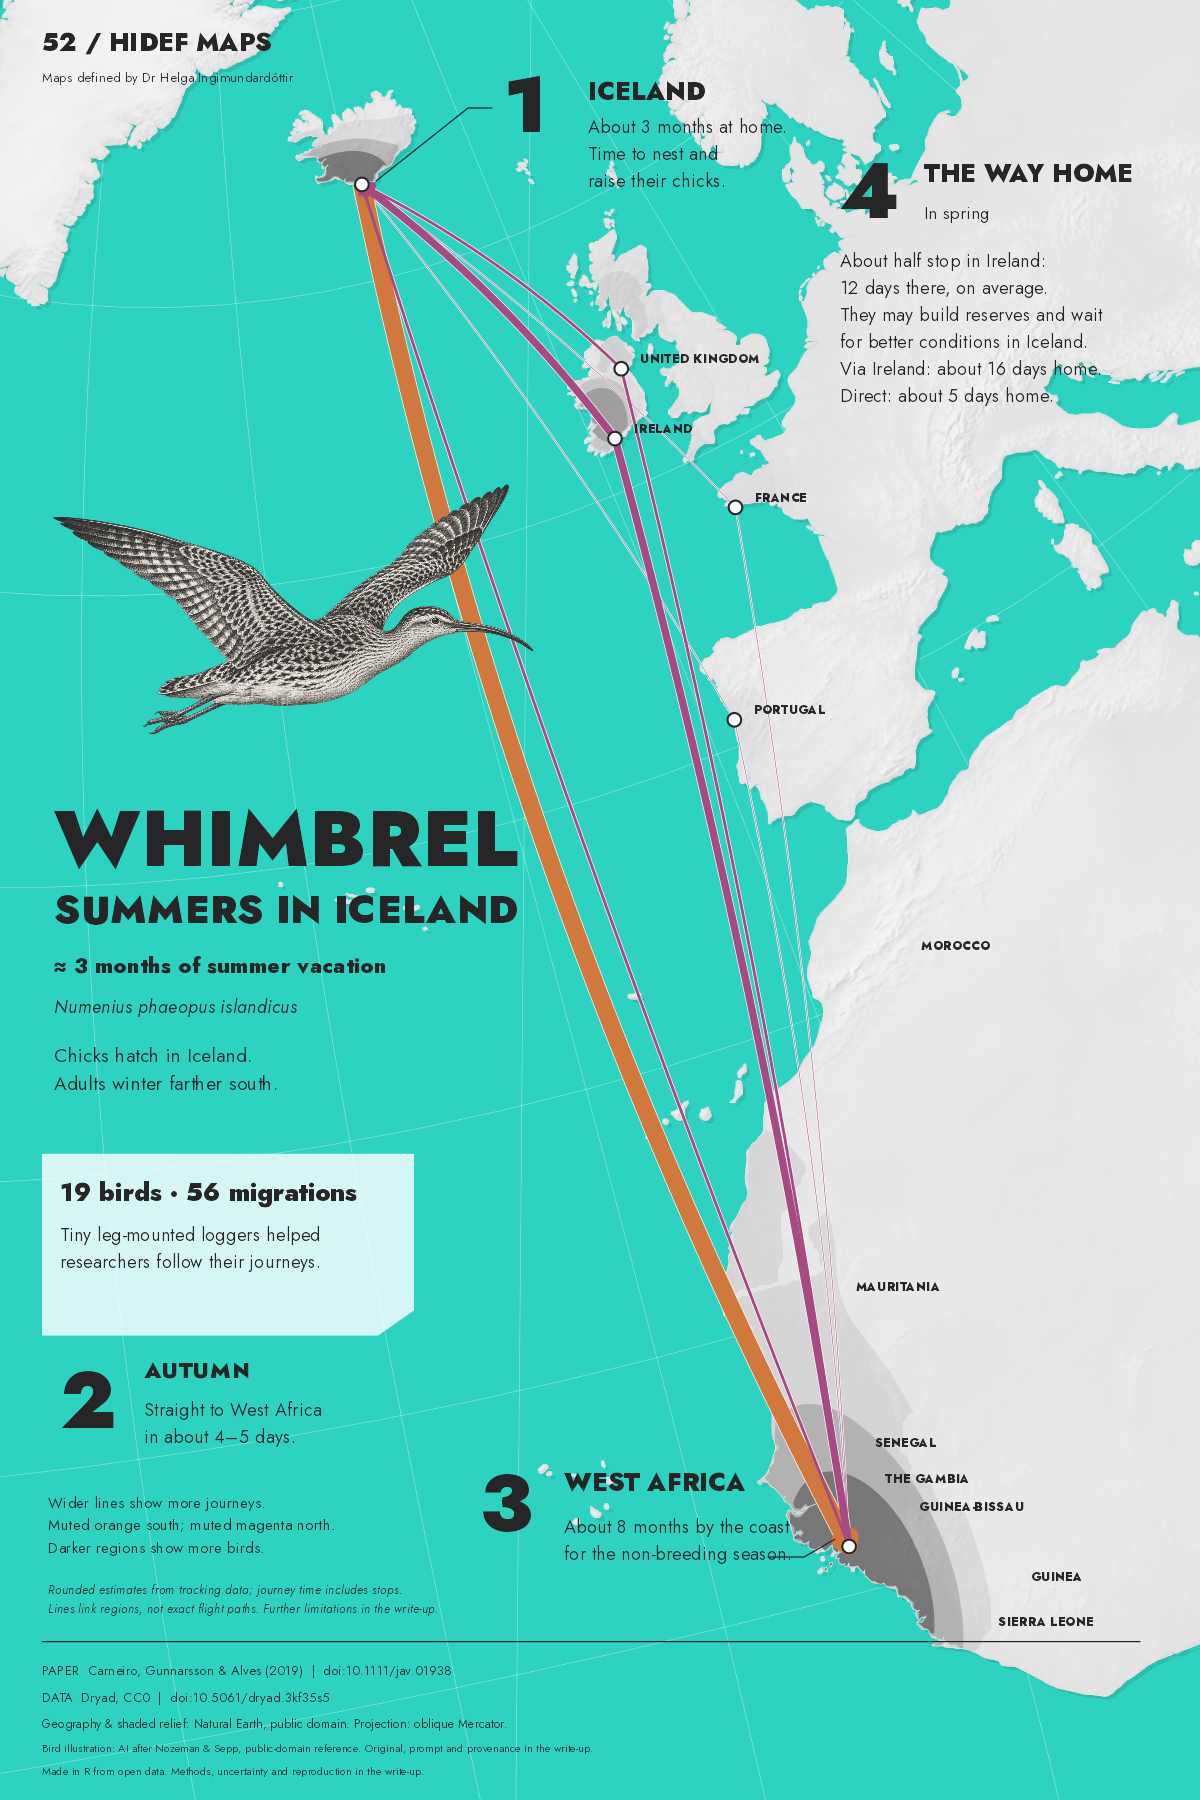 52 / HIDEF MAPS
Maps defined by Dr Helga Ingimundardóttir
1
ICELAND
About 3 months at home.
Time to nest and
raise their chicks.
4
THE WAY HOME
In spring
About half stop in Ireland:
12 days there, on average.
They may build reserves and wait
for better conditions in Iceland.
Via Ireland: about 16 days home.
Direct: about 5 days home.
UNITED KINGDOM
IRELAND
FRANCE
PORTUGAL
WHIMBREL
SUMMERS IN ICELAND
≈ 3 months of summer vacation
Numenius phaeopus islandicus
Chicks hatch in Iceland.
Adults winter farther south.
MOROCCO
19 birds · 56 migrations
Tiny leg-mounted loggers helped
researchers follow their journeys.
MAURITANIA
2
AUTUMN
Straight to West Africa
in about 4–5 days.
SENEGAL
THE GAMBIA
GUINEA-BISSAU
GUINEA
SIERRA LEONE
3
WEST AFRICA
About 8 months by the coast
for the non-breeding season.
Wider lines show more journeys.
Muted orange south; muted magenta north.
Darker regions show more birds.
Rounded estimates from tracking data; journey time includes stops.
Lines link regions, not exact flight paths. Further limitations in the write-up.
PAPER Carneiro, Gunnarsson & Alves (2019) | doi:10.1111/jav.01938
DATA Dryad, CC0 | doi:10.5061/dryad.3kf35s5
Geography & shaded relief: Natural Earth, public domain. Projection: oblique Mercator.
Bird illustration: AI after Nozeman & Sepp, public-domain reference. Original, prompt and provenance in the write-up.
Made in R from open data. Methods, uncertainty and reproduction in the write-up.